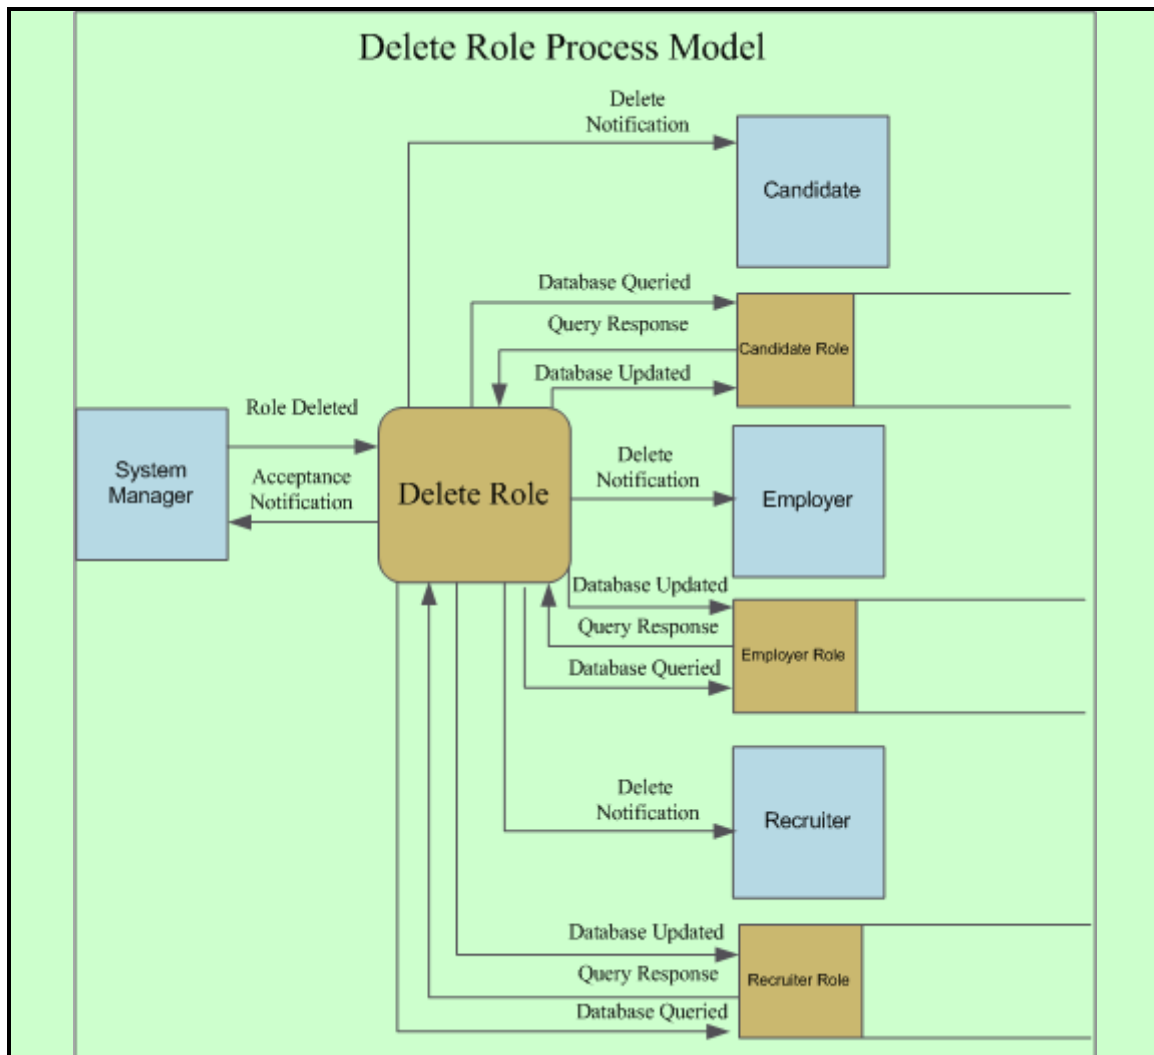 Delete Role Process Model
Delete
Notification
Candidate
Database Queried
Query Response
Candidate Role
Database Updated
Role Deleted
System
Manager
Acceptance
Notification
Delete Role
Delete
Notification
Employer
Database Updated
Query Response
Employer Role
Database Queried
Delete
Notification
Recruiter
Database Updated
Query Response
Recruiter Role
Database Queried